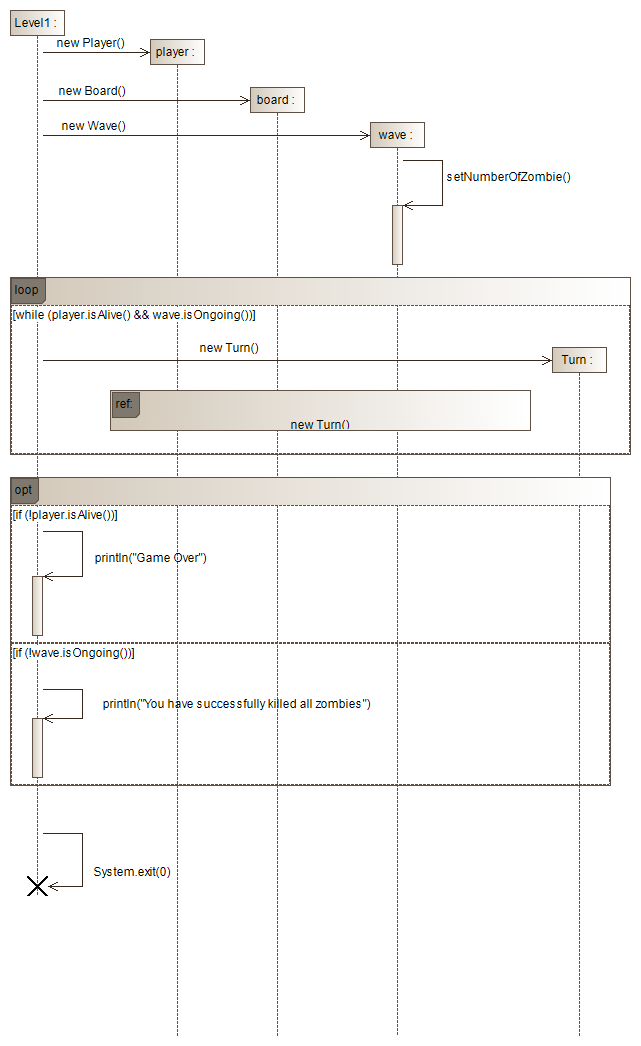 Level1 :
new Player()
player :
new Board()
board :
new Wave()
wave :
setNumberOfZombie()
loop
[while (player.isAlive() && wave.isOngoing())]
new Turn()
Turn :
ref:
new Turn()
opt
[if (!player.isAlive())]
println("Game Over")
[if (!wave.isOngoing())]
println("You have successfully killed all zombies")
System.exit(0)